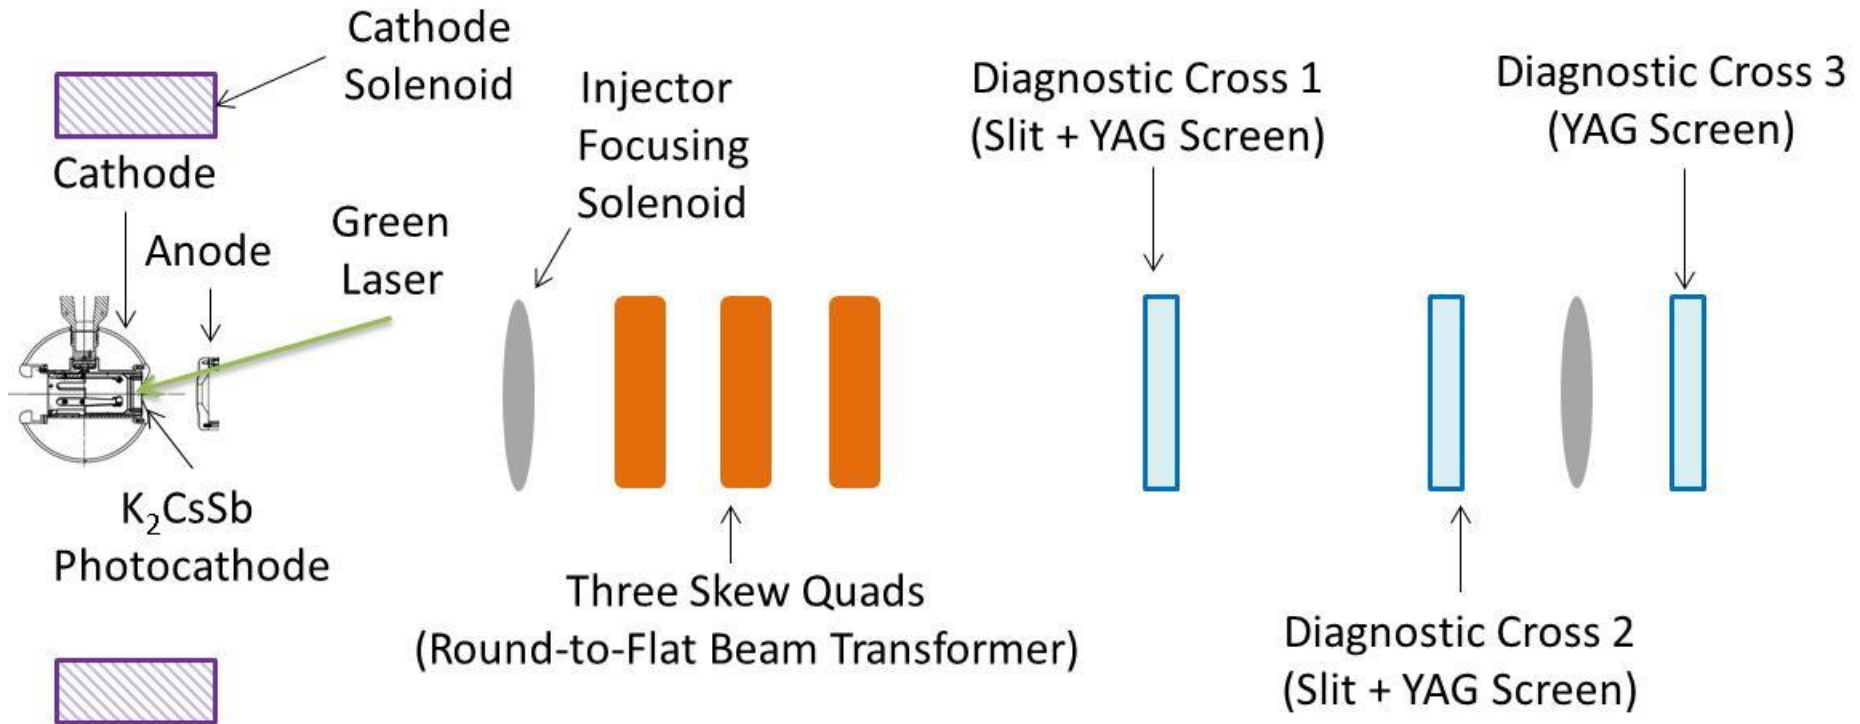 Cathode
Solenoid
Injector
Focusing
Solenoid
Diagnostic Cross 1
(Slit + YAG Screen)
Diagnostic Cross 3
(YAG Screen)
Cathode
Anode
Green
Laser
K₂CsSb
Photocathode
Three Skew Quads
(Round-to-Flat Beam Transformer)
Diagnostic Cross 2
(Slit + YAG Screen)